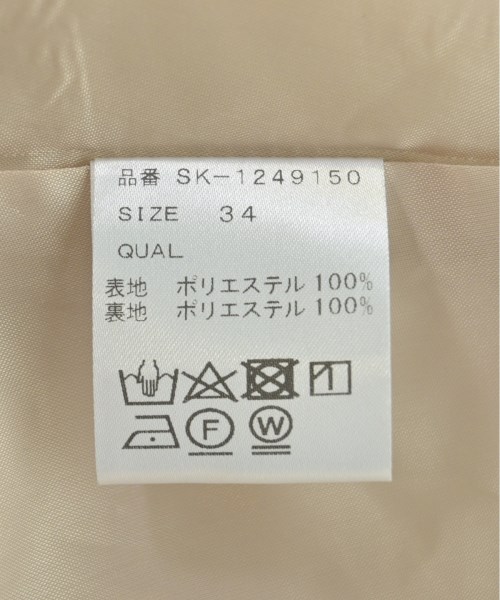 品番 SK-1249150
SIZE 34
QUAL
表地 ポリエステル 100%
裏地 ポリエステル 100%
F W